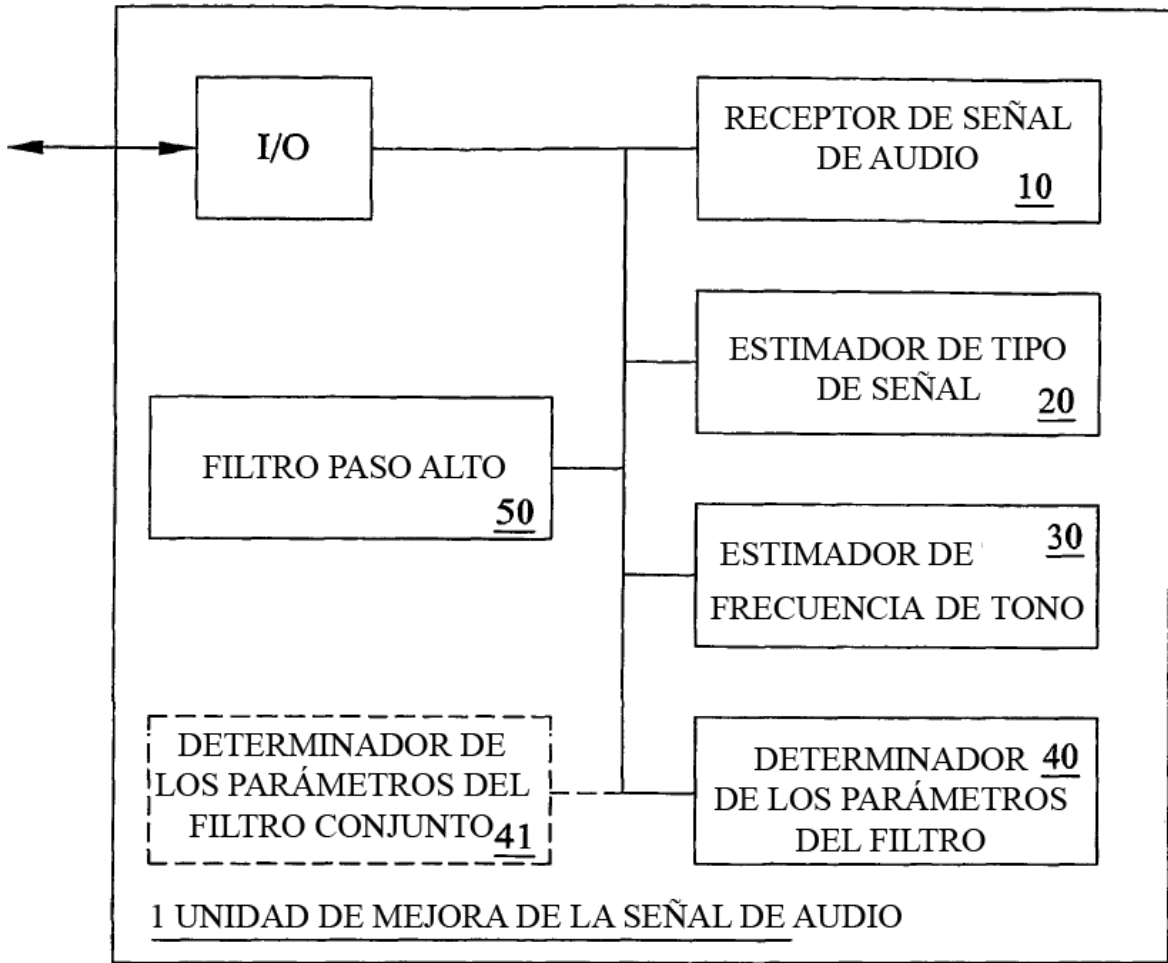 I/O
RECEPTOR DE SEÑAL
DE AUDIO
10
ESTIMADOR DE TIPO
DE SEÑAL
20
FILTRO PASO ALTO
50
ESTIMADOR DE
30
FRECUENCIA DE TONO
DETERMINADOR DE
LOS PARÁMETROS DEL
FILTRO CONJUNTO
41
DETERMINADOR
40
DE LOS PARÁMETROS
DEL FILTRO
1 UNIDAD DE MEJORA DE LA SEÑAL DE AUDIO